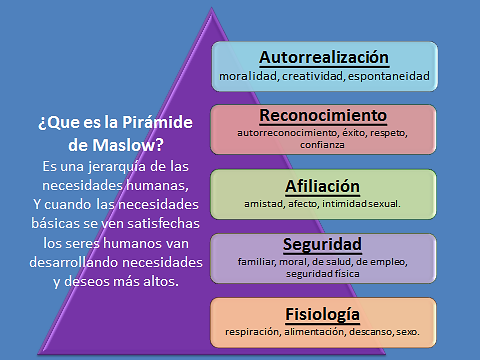 ¿Que es la Pirámide
de Maslow?
Es una jerarquía de las
necesidades humanas,
Y cuando las necesidades
básicas se ven satisfechas
los seres humanos van
desarrollando necesidades
y deseos más altos.
Autorrealización
moralidad, creatividad, espontaneidad
Reconocimiento
autorreconocimiento, éxito, respeto,
confianza
Afiliación
amistad, afecto, intimidad sexual.
Seguridad
familiar, moral, de salud, de empleo,
seguridad física
Fisiología
respiración, alimentación, descanso, sexo.